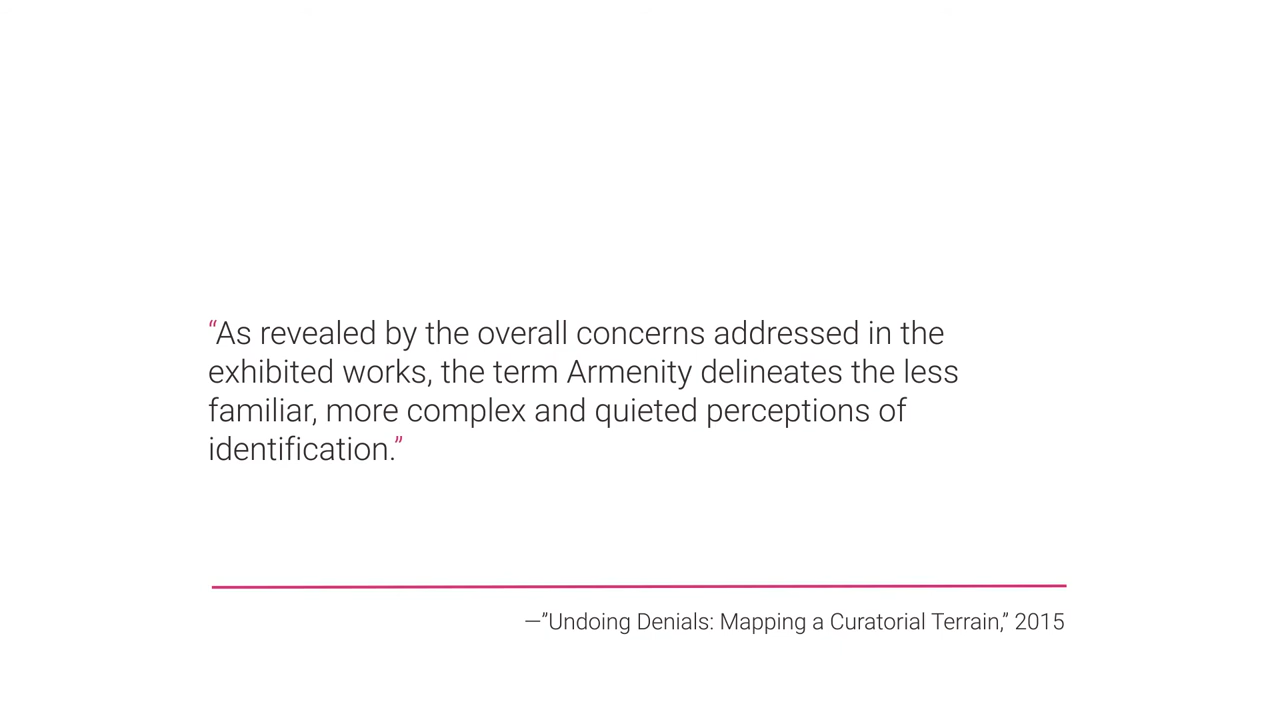 “As revealed by the overall concerns addressed in the
exhibited works, the term Armenity delineates the less
familiar, more complex and quieted perceptions of
identification.”
—”Undoing Denials: Mapping a Curatorial Terrain,” 2015